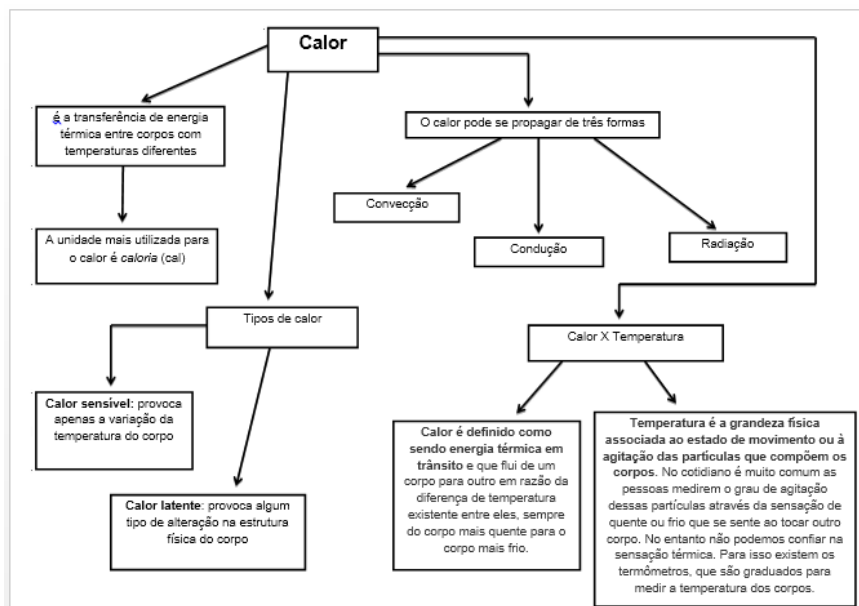 Calor
é a transferência de energia
térmica entre corpos com
temperaturas diferentes
O calor pode se propagar de três formas
Convecção
Condução
Radiação
A unidade mais utilizada para
o calor é caloria (cal)
Tipos de calor
Calor X Temperatura
Calor sensível: provoca
apenas a variação da
temperatura do corpo
Calor latente: provoca algum
tipo de alteração na estrutura
física do corpo
Calor é definido como
sendo energia térmica em
trânsito e que flui de um
corpo para outro em razão da
diferença de temperatura
existente entre eles, sempre
do corpo mais quente para o
corpo mais frio.
Temperatura é a grandeza física
associada ao estado de movimento ou à
agitação das partículas que compõem os
corpos. No cotidiano é muito comum as
pessoas medirem o grau de agitação
dessas partículas através da sensação de
quente ou frio que se sente ao tocar outro
corpo. No entanto não podemos confiar na
sensação térmica. Para isso existem os
termômetros, que são graduados para
medir a temperatura dos corpos.